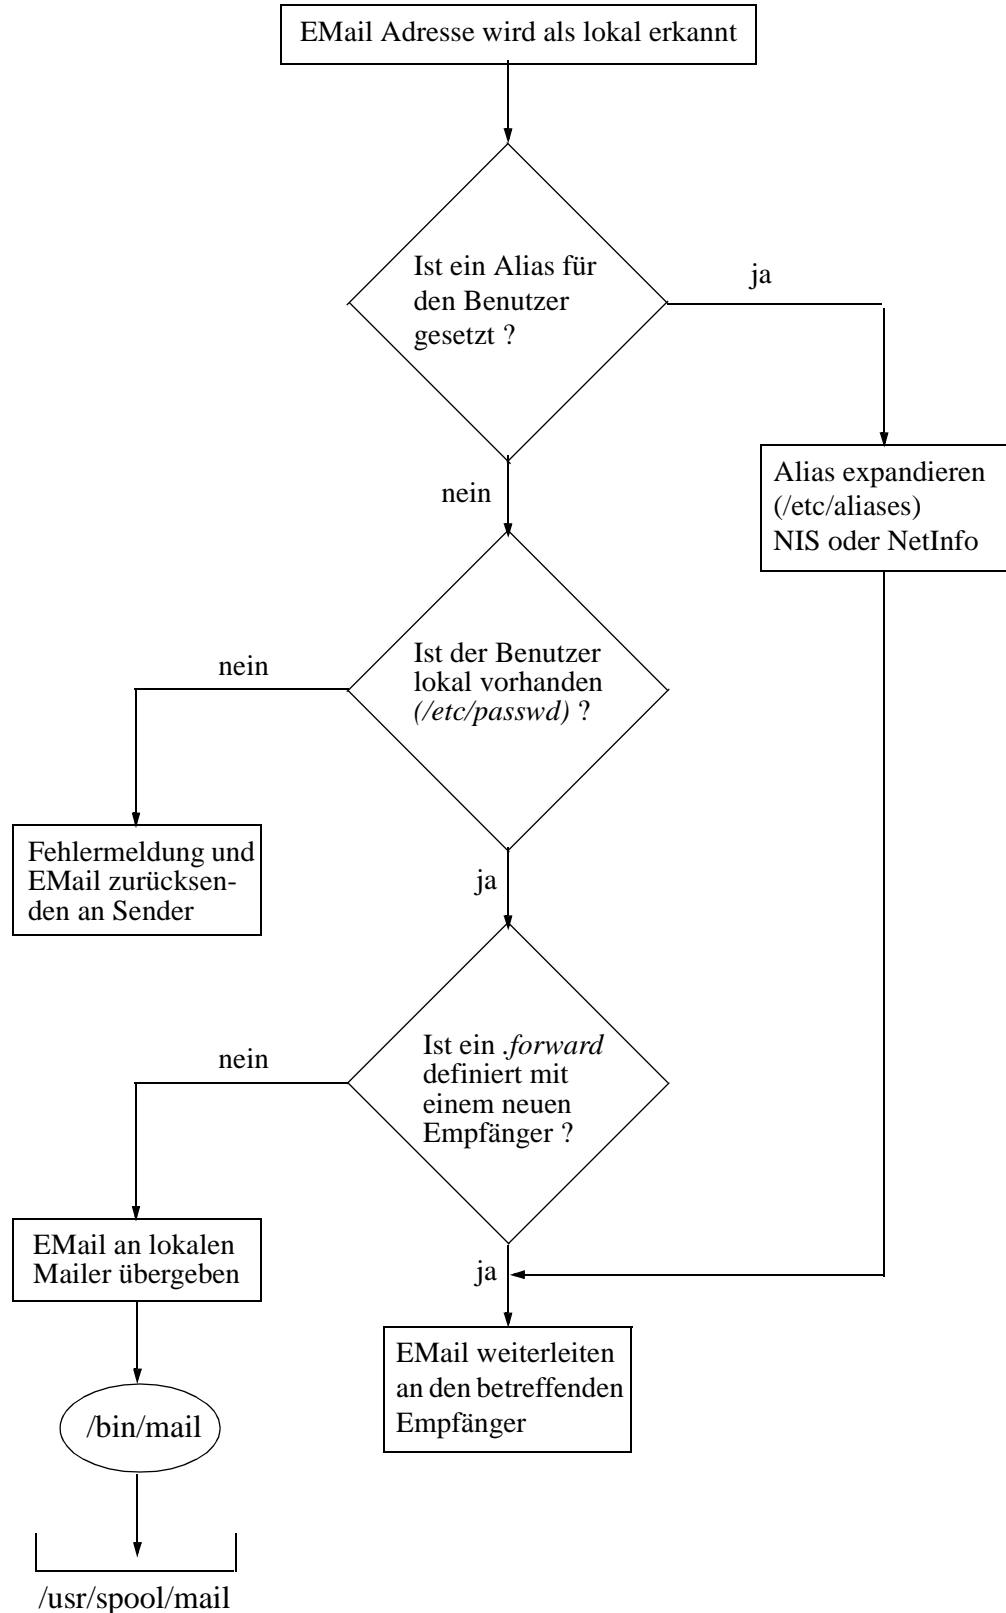 EMail Adresse wird als lokal erkannt
Ist ein Alias für
den Benutzer
gesetzt ?
ja
Alias expandieren
(/etc/aliases)
NIS oder NetInfo
nein
Ist der Benutzer
lokal vorhanden
(/etc/passwd) ?
nein
Fehlermeldung und
EMail zurücksen-
den an Sender
ja
Ist ein .forward
definiert mit
einem neuen
Empfänger ?
nein
EMail an lokalen
Mailer übergeben
ja
EMail weiterleiten
an den betreffenden
Empfänger
/bin/mail
/usr/spool/mail